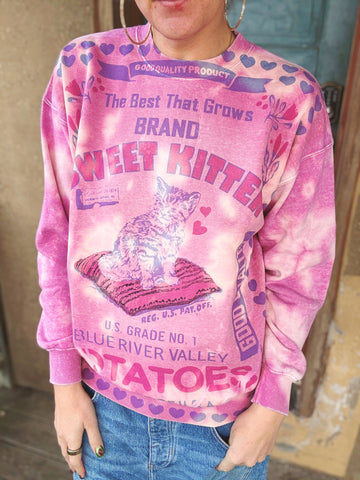 GOOD QUALITY PRODUCT
The Best That Grows
BRAND
SWEET KITTEN
REG. U.S. PAT. OFF.
U.S. GRADE NO. 1
BLUE RIVER VALLEY
POTATOES
GOOD